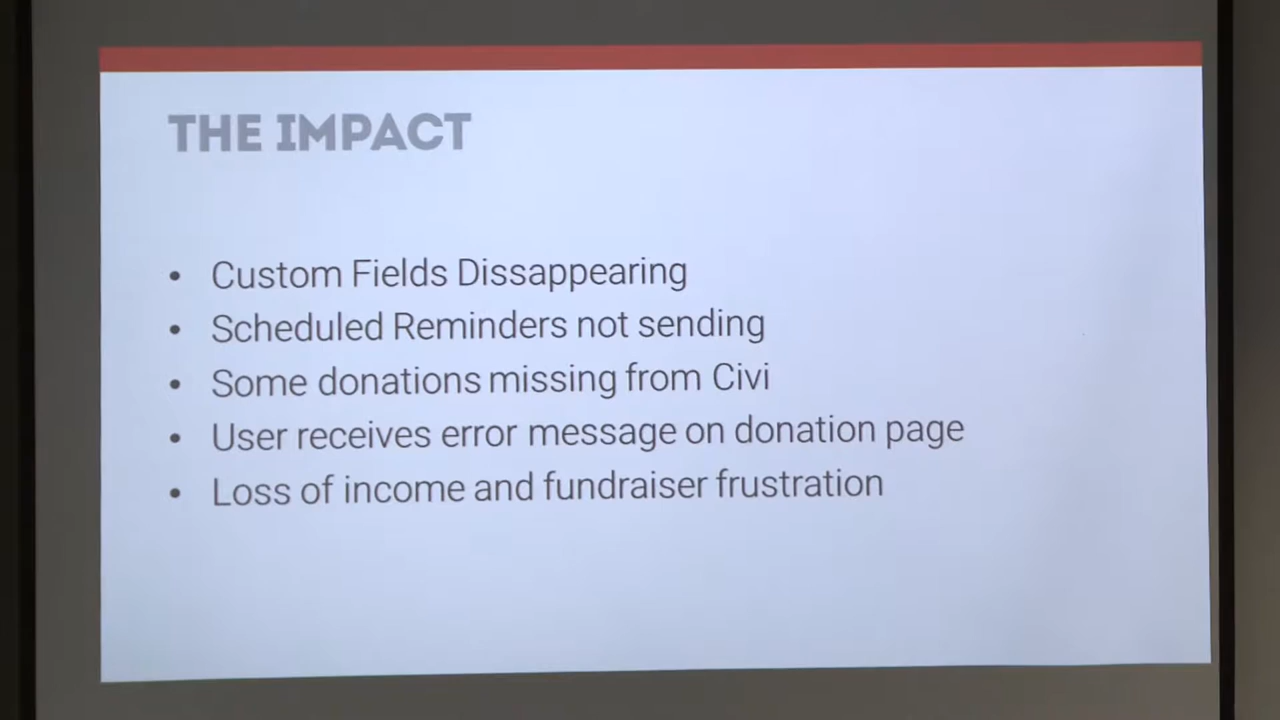 THE IMPACT
• Custom Fields Dissappearing
• Scheduled Reminders not sending
• Some donations missing from Civi
• User receives error message on donation page
• Loss of income and fundraiser frustration